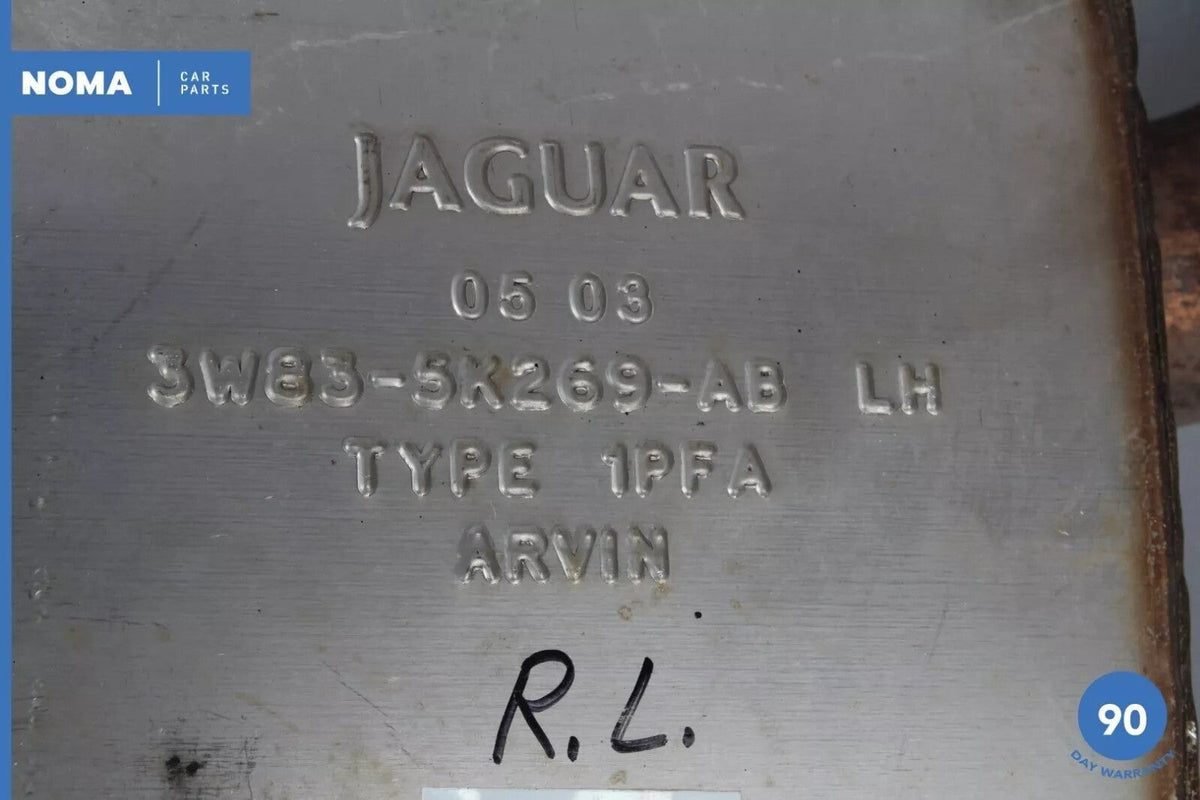 NOMA
CAR
PARTS
JAGUAR
05 03
3W83-5K269-AB LH
TYPE 1PFA
ARVIN
R.L.
90
DAY WARRANTY